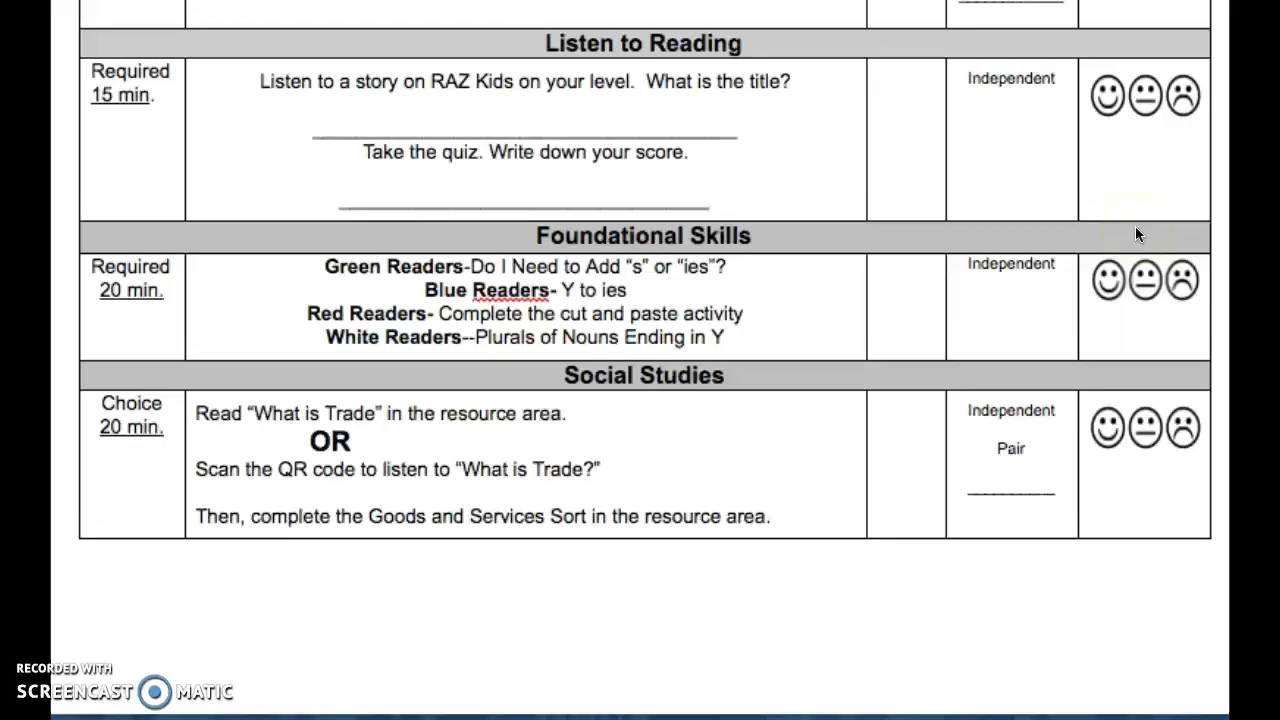 Listen to Reading
Required
15 min.
Listen to a story on RAZ Kids on your level.  What is the title?
Take the quiz. Write down your score.
Independent
Foundational Skills
Required
20 min.
Green Readers-Do I Need to Add “s” or “ies”?
Blue Readers- Y to ies
Red Readers- Complete the cut and paste activity
White Readers--Plurals of Nouns Ending in Y
Independent
Social Studies
Choice
20 min.
Read “What is Trade” in the resource area.
OR
Scan the QR code to listen to “What is Trade?”
Then, complete the Goods and Services Sort in the resource area.
Independent
Pair
RECORDED WITH
SCREENCAST MATIC